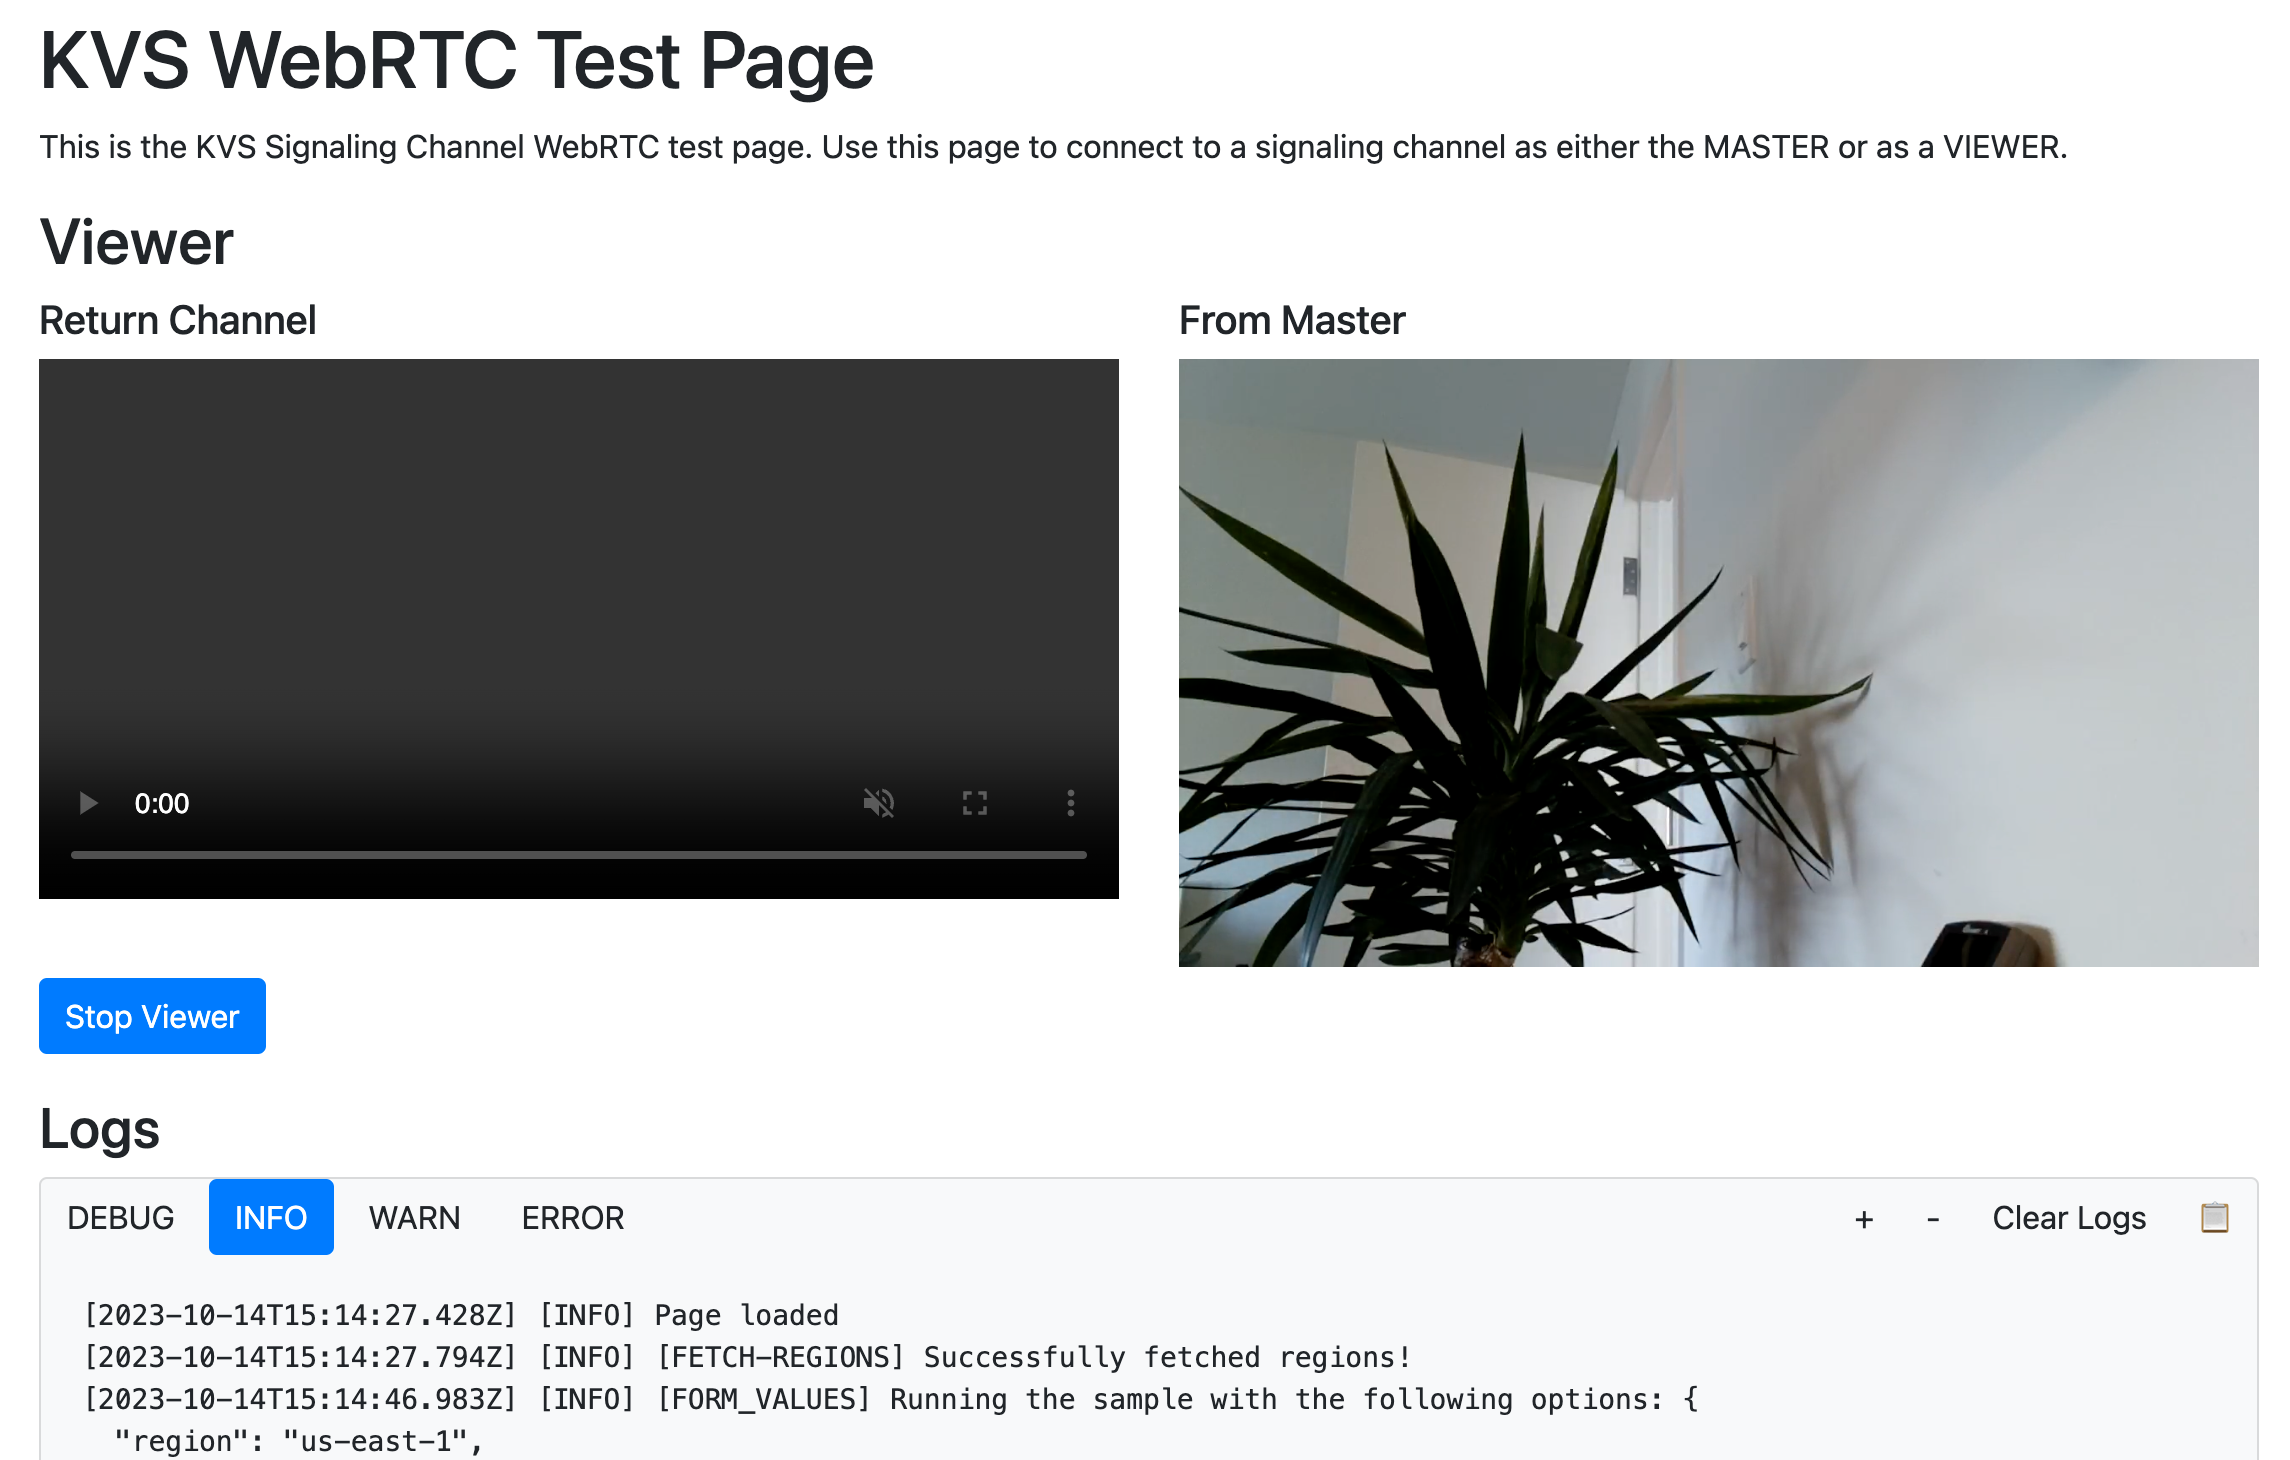 KVS WebRTC Test Page
This is the KVS Signaling Channel WebRTC test page. Use this page to connect to a signaling channel as either the MASTER or as a VIEWER.
Viewer
Return Channel
From Master
0:00
Stop Viewer
Logs
DEBUG INFO WARN ERROR + - Clear Logs
[2023-10-14T15:14:27.428Z] [INFO] Page loaded
[2023-10-14T15:14:27.794Z] [INFO] [FETCH-REGIONS] Successfully fetched regions!
[2023-10-14T15:14:46.983Z] [INFO] [FORM_VALUES] Running the sample with the following options: {
"region": "us-east-1",